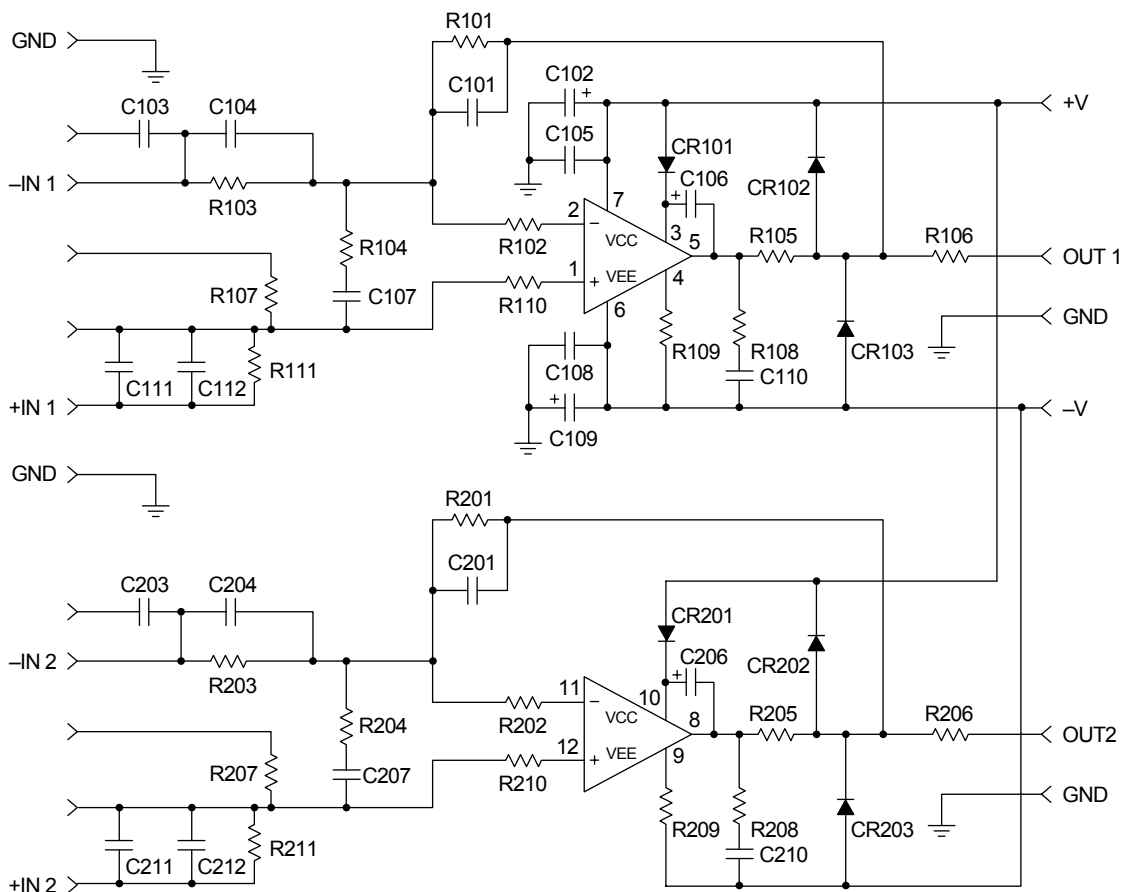 GND
R101
C101
C102
+
C103
C104
C105
+V
–IN 1
R103
CR101
+
C106
CR102
7
2
–
VCC
3
5
R102
R104
R105
R106
OUT 1
1
+
VEE
4
6
R110
R107
C107
GND
R109
R108
CR103
C108
C110
C111
C112
R111
+IN 1
+
C109
–V
GND
R201
C201
C203
C204
CR201
–IN 2
R203
+
C206
CR202
11
–
VCC
10
8
R202
R204
R205
R206
OUT2
12
+
VEE
9
R210
R207
C207
GND
R209
R208
CR203
C210
C211
C212
R211
+IN 2